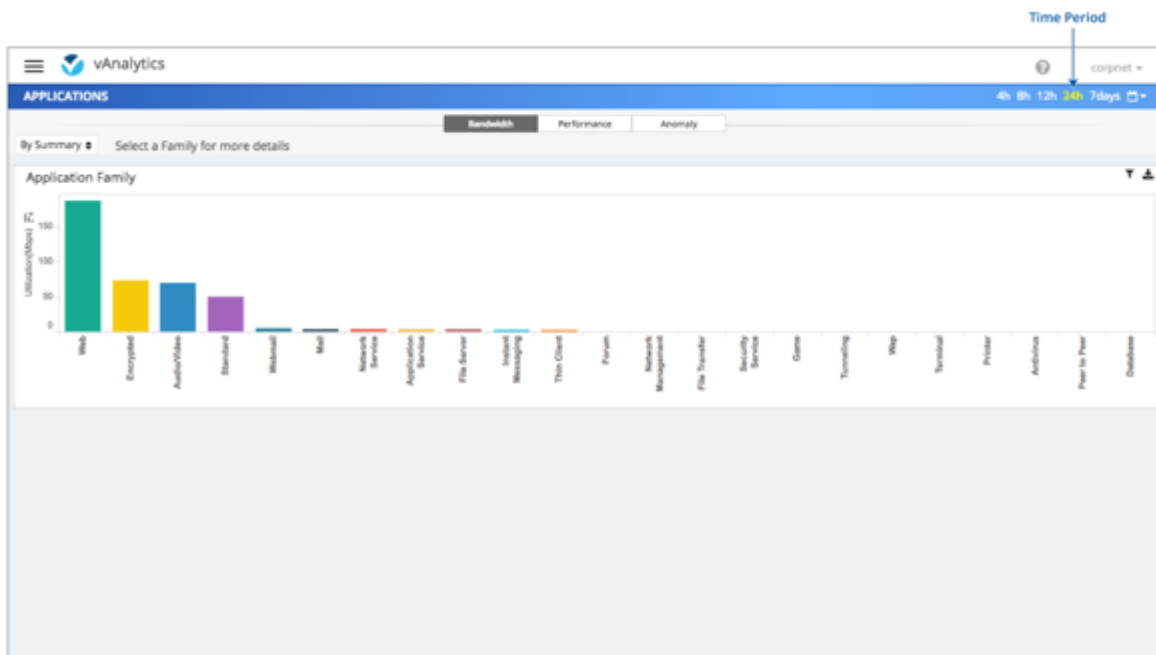 Time Period
vAnalytics
corpnet
APPLICATIONS
4h 8h 12h 24h 7days
Bandwidth Performance Anomaly
By Summary Select a Family for more details
Application Family
Utilization(Mbps)
150
100
50
0
Web
Encrypted
Audio/Video
Standard
Webmail
Mail
Network Service
Application Service
File Server
Instant Messaging
Thin Client
Forum
Network Management
File Transfer
Security Service
Game
Tunneling
Wap
Terminal
Printer
Antivirus
Peer to Peer
Database